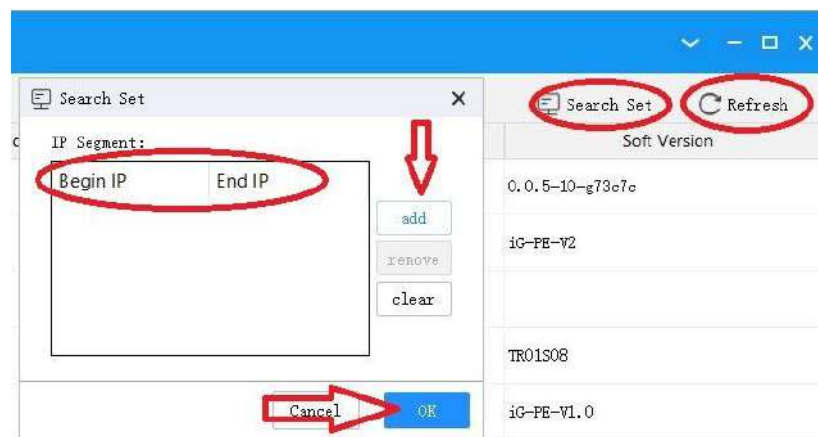 Search Set
Search Set Refresh
IP Segment:
Soft Version
Begin IP End IP
0.0.5-10-g73c7c
add
iG-PE-V2
remove
clear
TR01S08
Cancel OK
iG-PE-V1.0